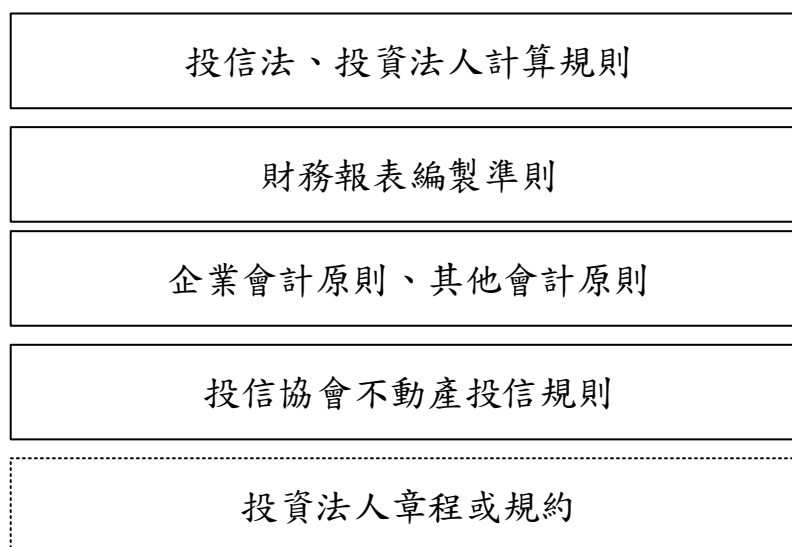 投信法、投資法人計算規則
財務報表編製準則
企業會計原則、其他會計原則
投信協會不動產投信規則
投資法人章程或規約